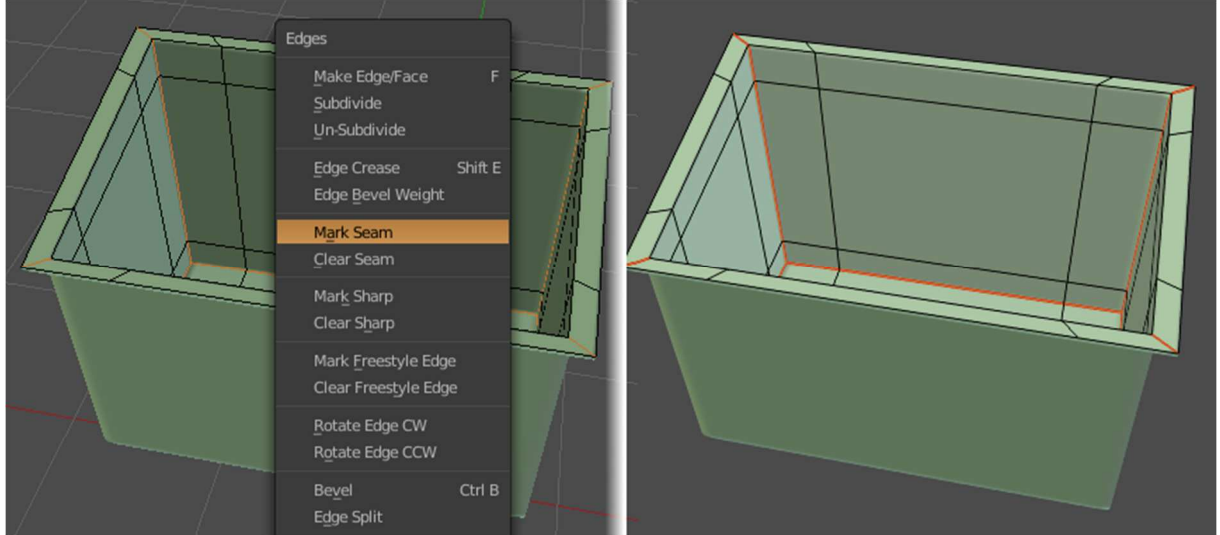 Edges
Make Edge/Face F
Subdivide
Un-Subdivide
Edge Crease Shift E
Edge Bevel Weight
Mark Seam
Clear Seam
Mark Sharp
Clear Sharp
Mark Freestyle Edge
Clear Freestyle Edge
Rotate Edge CW
Rotate Edge CCW
Bevel Ctrl B
Edge Split